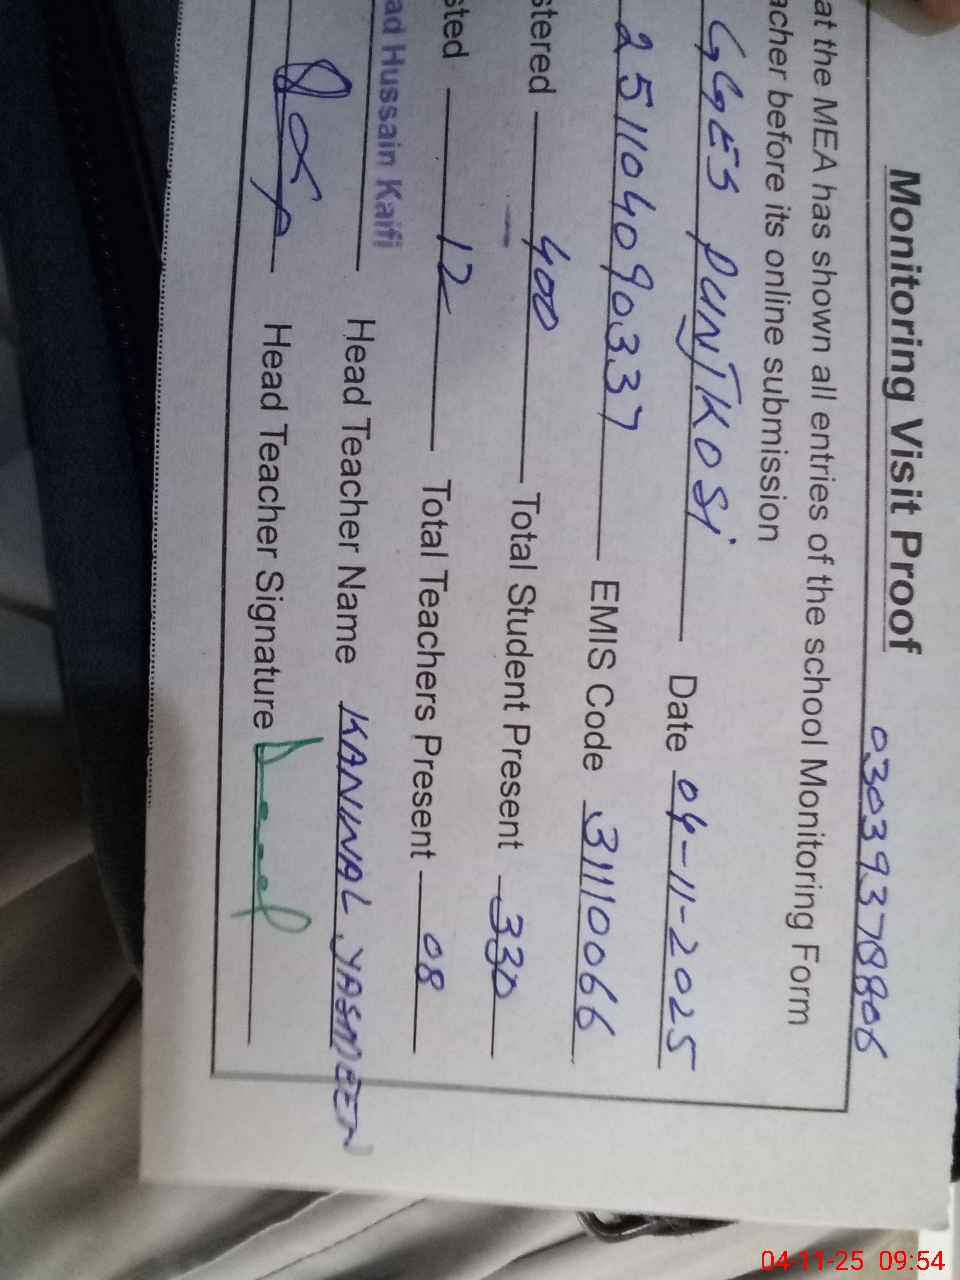 Monitoring Visit Proof
03039378806
at the MEA has shown all entries of the school Monitoring Form
acher before its online submission
GGES PUNJKOSI Date 04-11-2025
25110409033 EMIS Code 31110066
stered 400 Total Student Present 330
sted 12 Total Teachers Present 08
ad Hussain Kaifi Head Teacher Name KANWAL YASMEEN
Head Teacher Signature
04-11-25 09:54